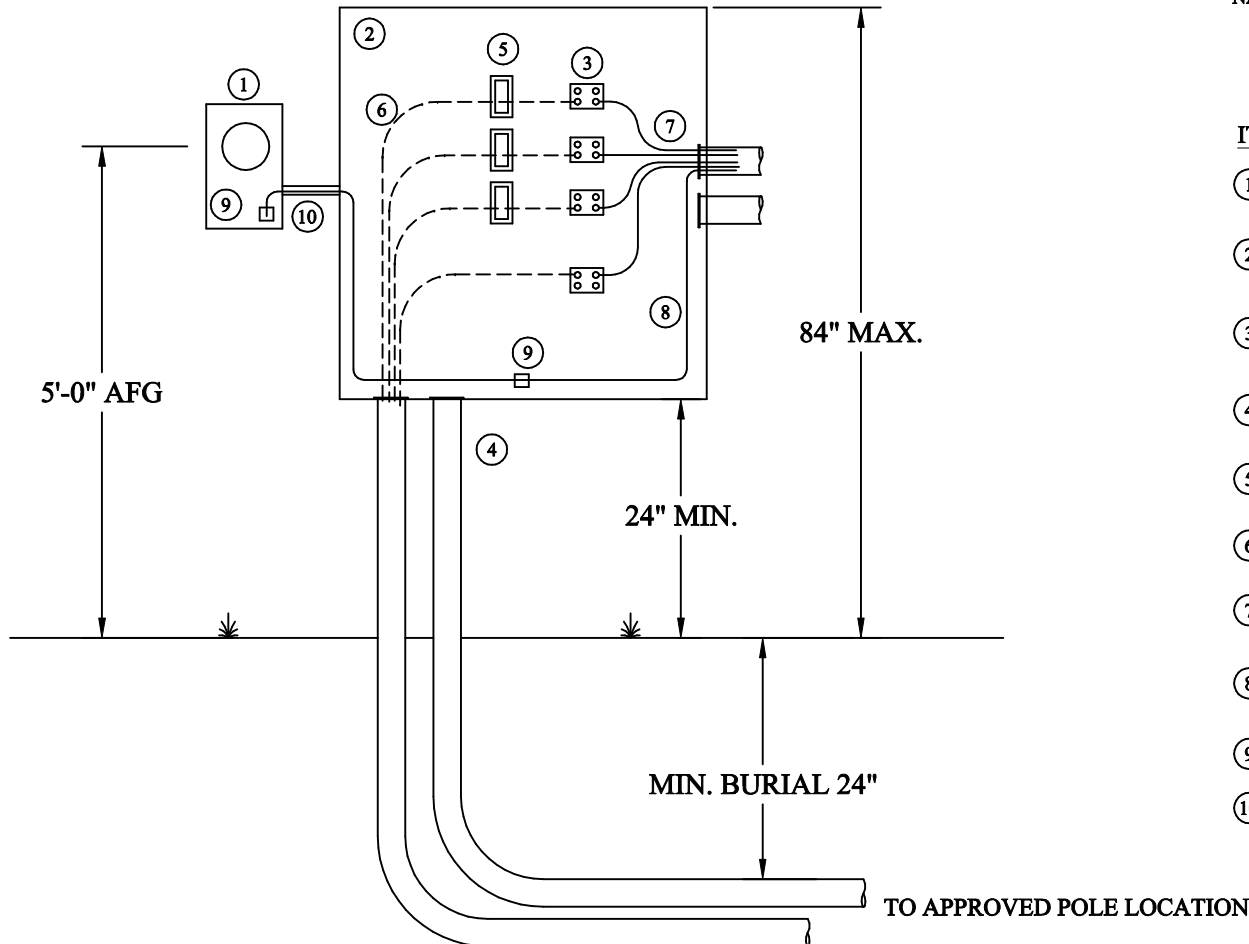 2
5
3
1
6
7
9
10
8
84" MAX.
9
5'-0" AFG
4
24" MIN.
MIN. BURIAL 24"
TO APPROVED POLE LOCATION